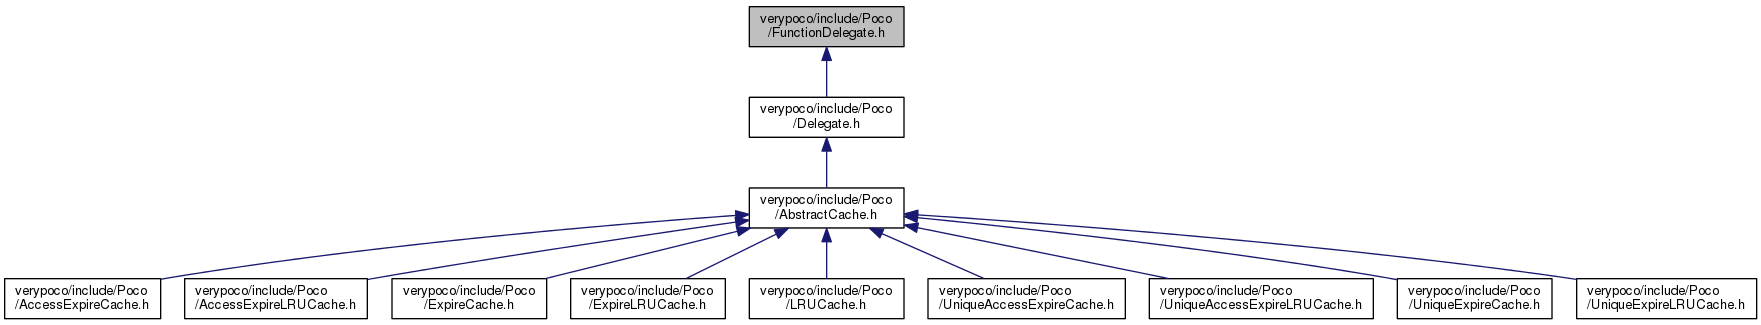 verypoco/include/Poco
/FunctionDelegate.h
verypoco/include/Poco
/Delegate.h
verypoco/include/Poco
/AbstractCache.h
verypoco/include/Poco
/AccessExpireCache.h
verypoco/include/Poco
/AccessExpireLRUCache.h
verypoco/include/Poco
/ExpireCache.h
verypoco/include/Poco
/ExpireLRUCache.h
verypoco/include/Poco
/LRUCache.h
verypoco/include/Poco
/UniqueAccessExpireCache.h
verypoco/include/Poco
/UniqueAccessExpireLRUCache.h
verypoco/include/Poco
/UniqueExpireCache.h
verypoco/include/Poco
/UniqueExpireLRUCache.h